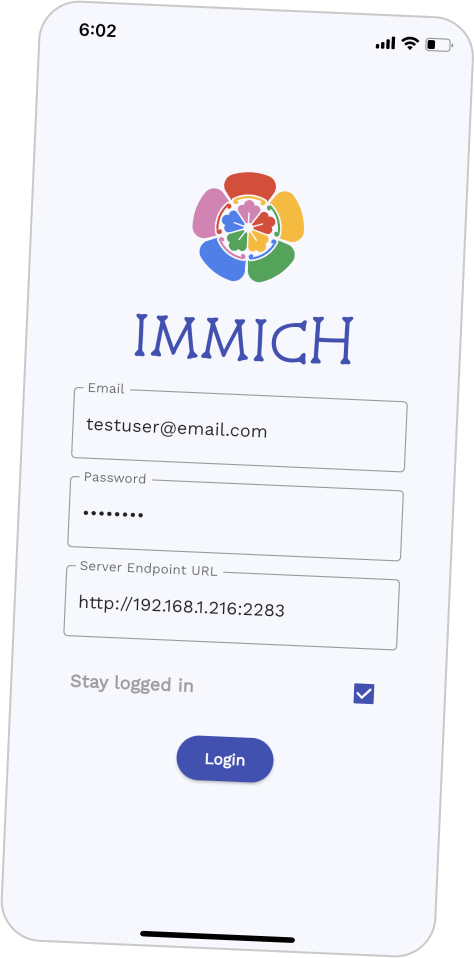 6:02
IMMICH
Email
testuser@email.com
Password
••••••••
Server Endpoint URL
http://192.168.1.216:2283
Stay logged in
Login